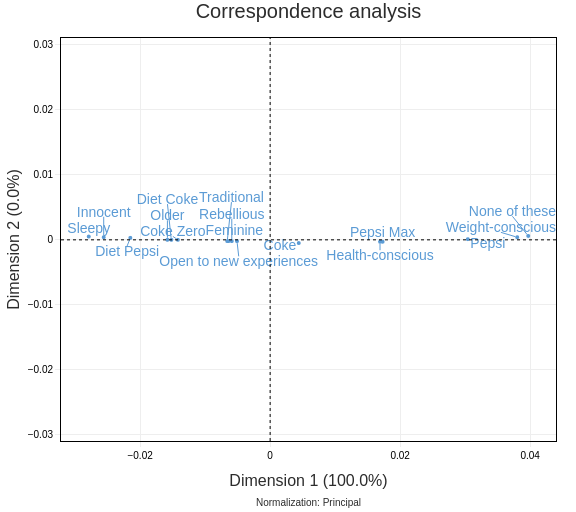 Correspondence analysis
Dimension 2 (0.0%)
0.03
0.02
0.01
0
−0.01
−0.02
−0.03
Innocent
Sleepy
Diet Pepsi
Diet Coke
Older
Coke Zero
Traditional
Rebellious
Feminine
Open to new experiences
Coke
Pepsi Max
Health-conscious
None of these
Weight-conscious
Pepsi
−0.02
0
0.02
0.04
Dimension 1 (100.0%)
Normalization: Principal